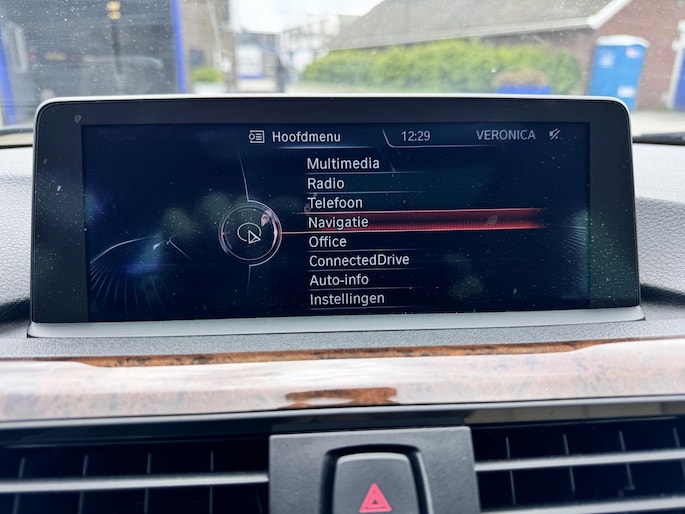 Hoofdmenu 12:29 VERONICA
Multimedia
Radio
Telefoon
Navigatie
Office
ConnectedDrive
Auto-info
Instellingen